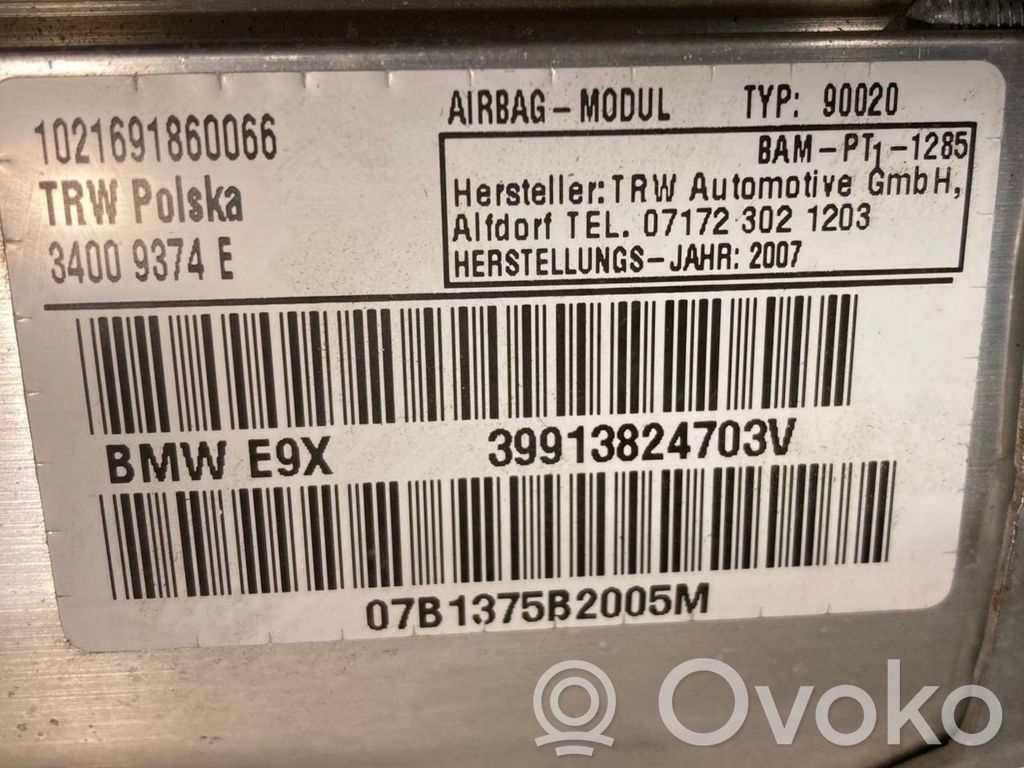 1021691860066
TRW Polska
3400 9374 E
AIRBAG-MODUL TYP: 90020
BAM-PT1-1285
Hersteller: TRW Automotive GmbH,
Alfdorf TEL. 07172 302 1203
HERSTELLUNGS-JAHR: 2007
BMW E9X 39913824703V
07B1375B2005M
Ovoko